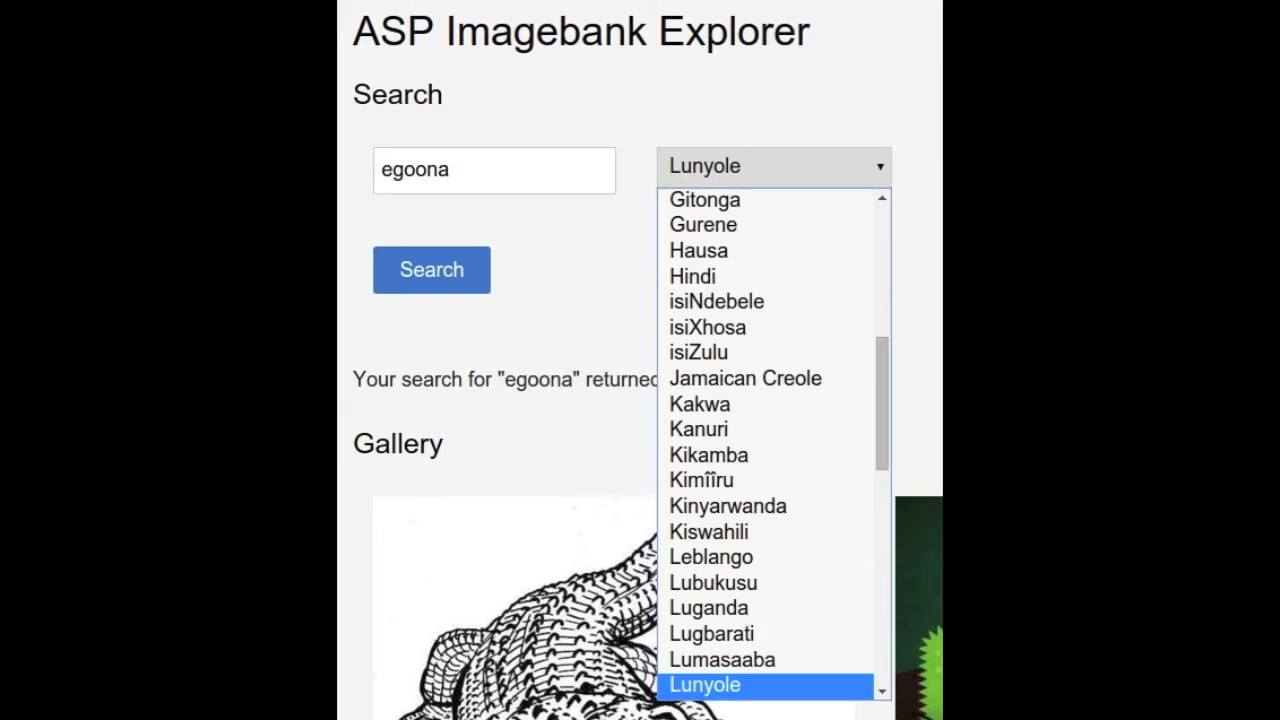 ASP Imagebank Explorer
Search
egoona
Lunyole
Search
Your search for "egoona" returned
Gallery
Gitonga
Gurene
Hausa
Hindi
isiNdebele
isiXhosa
isiZulu
Jamaican Creole
Kakwa
Kanuri
Kikamba
Kimîîru
Kinyarwanda
Kiswahili
Leblango
Lubukusu
Luganda
Lugbarati
Lumasaaba
Lunyole